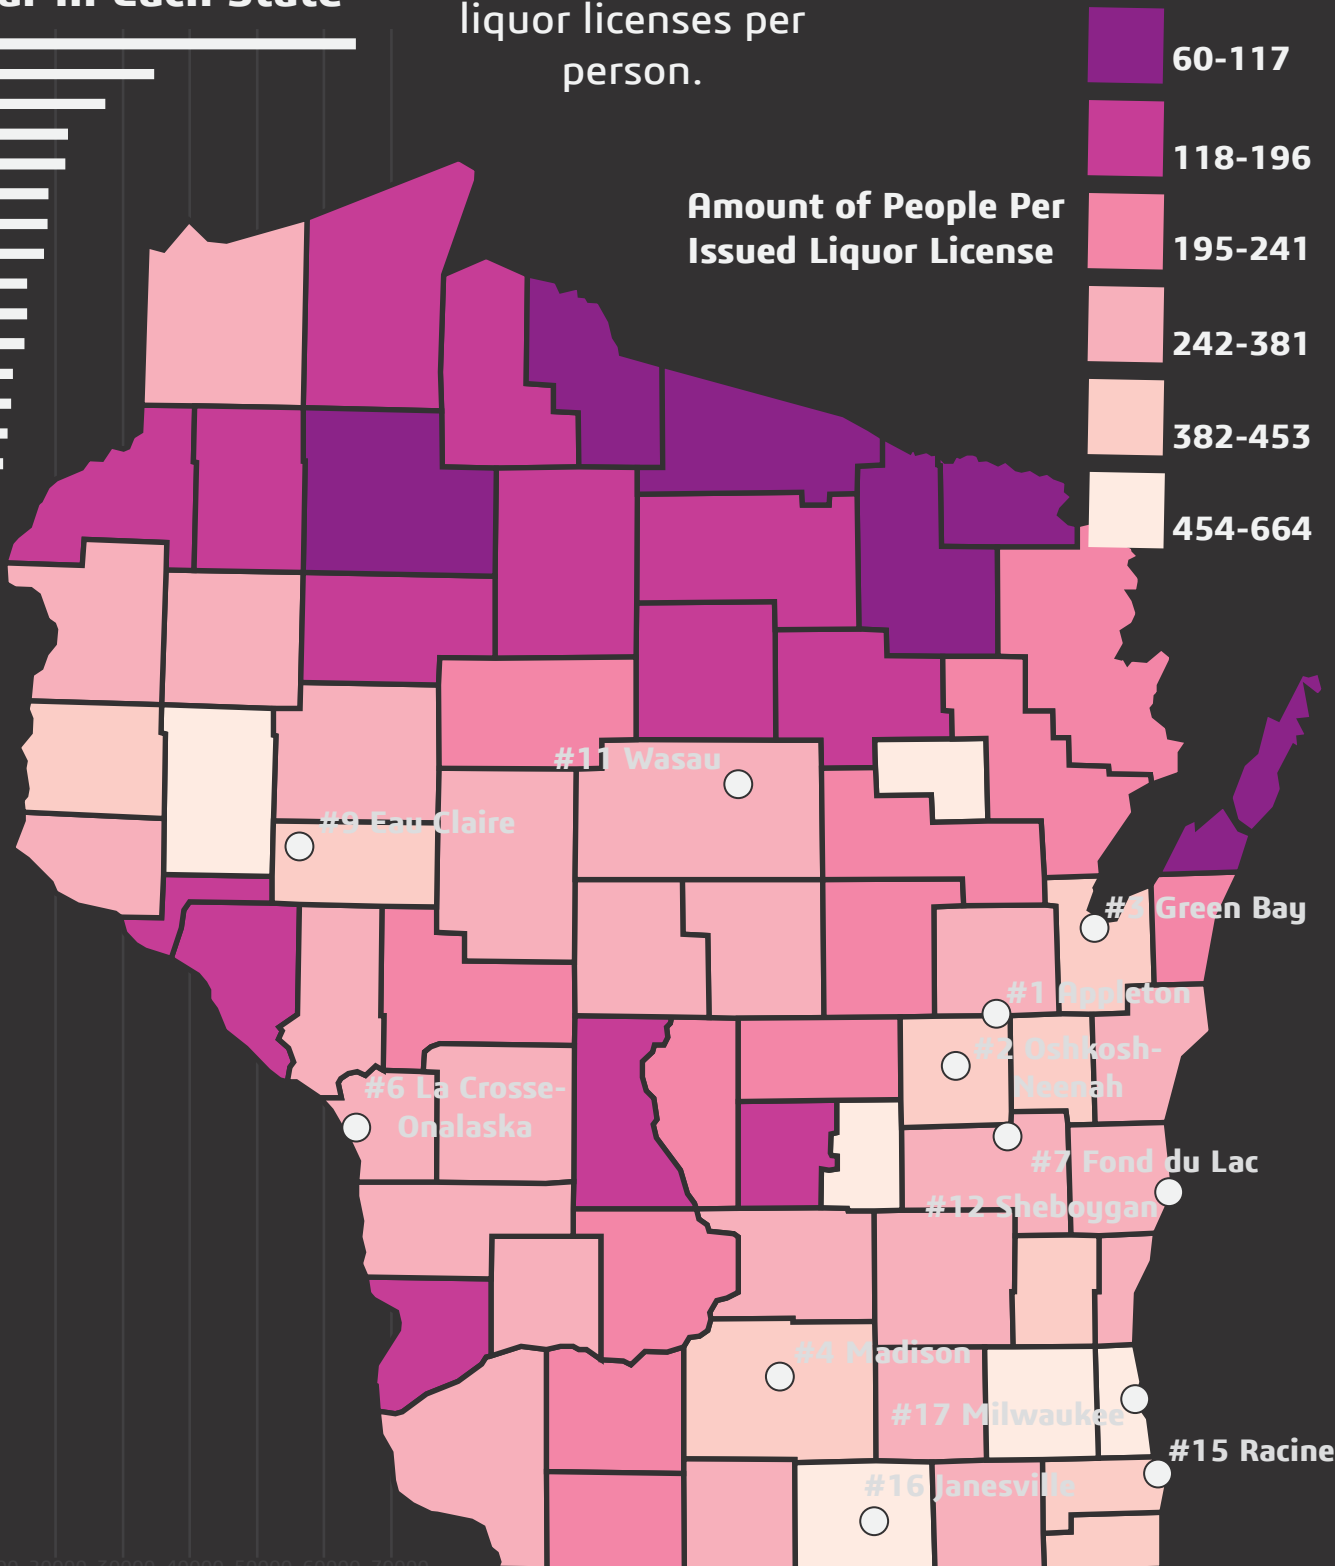 liquor licenses per
person.
60-117
118-196
Amount of People Per
Issued Liquor License
195-241
242-381
382-453
454-664
#11 Wasau
#9 Eau Claire
#3 Green Bay
#1 Appleton
#2 Oshkosh-
Neenah
#6 La Crosse-
Onalaska
#7 Fond du Lac
#12 Sheboygan
#4 Madison
#17 Milwaukee
#15 Racine
#16 Janesville